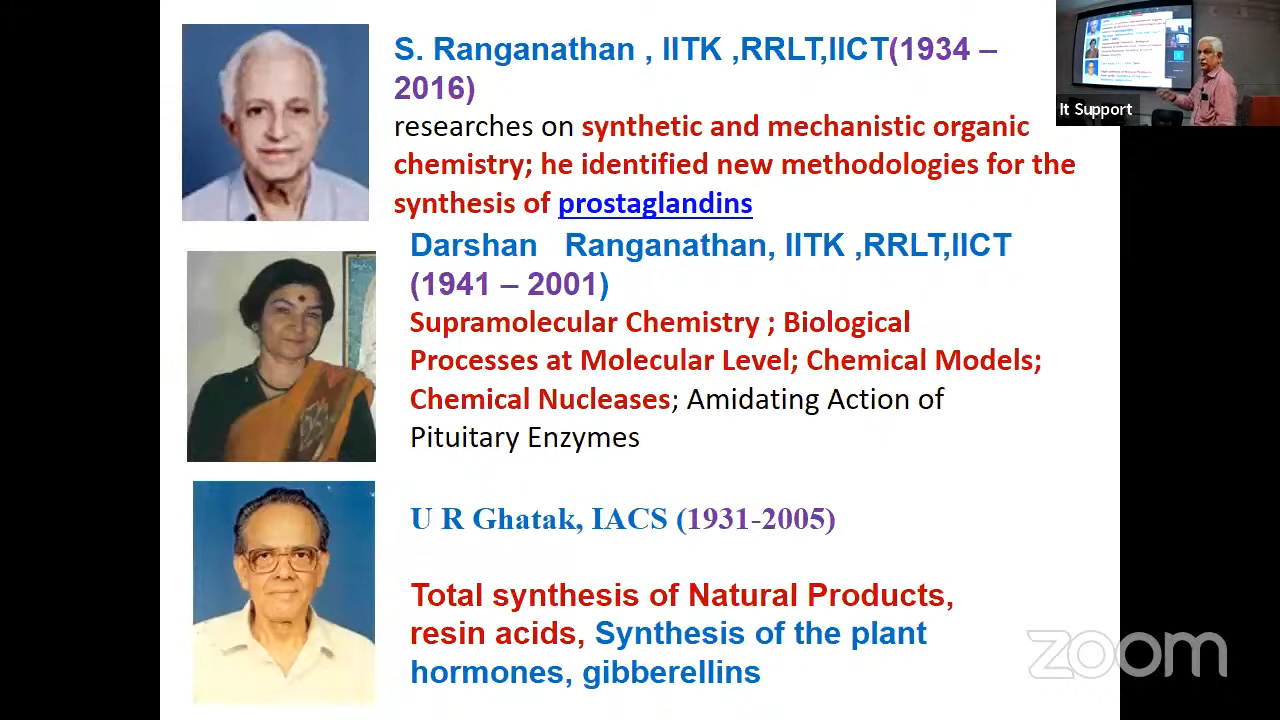 S. Ranganathan , IITK ,RRLT,IICT(1934 –
2016)
researches on synthetic and mechanistic organic
chemistry; he identified new methodologies for the
synthesis of prostaglandins
Darshan Ranganathan, IITK ,RRLT,IICT
(1941 – 2001)
Supramolecular Chemistry ; Biological
Processes at Molecular Level; Chemical Models;
Chemical Nucleases; Amidating Action of
Pituitary Enzymes
U R Ghatak, IACS (1931-2005)
Total synthesis of Natural Products,
resin acids, Synthesis of the plant
hormones, gibberellins
It Support
zoom